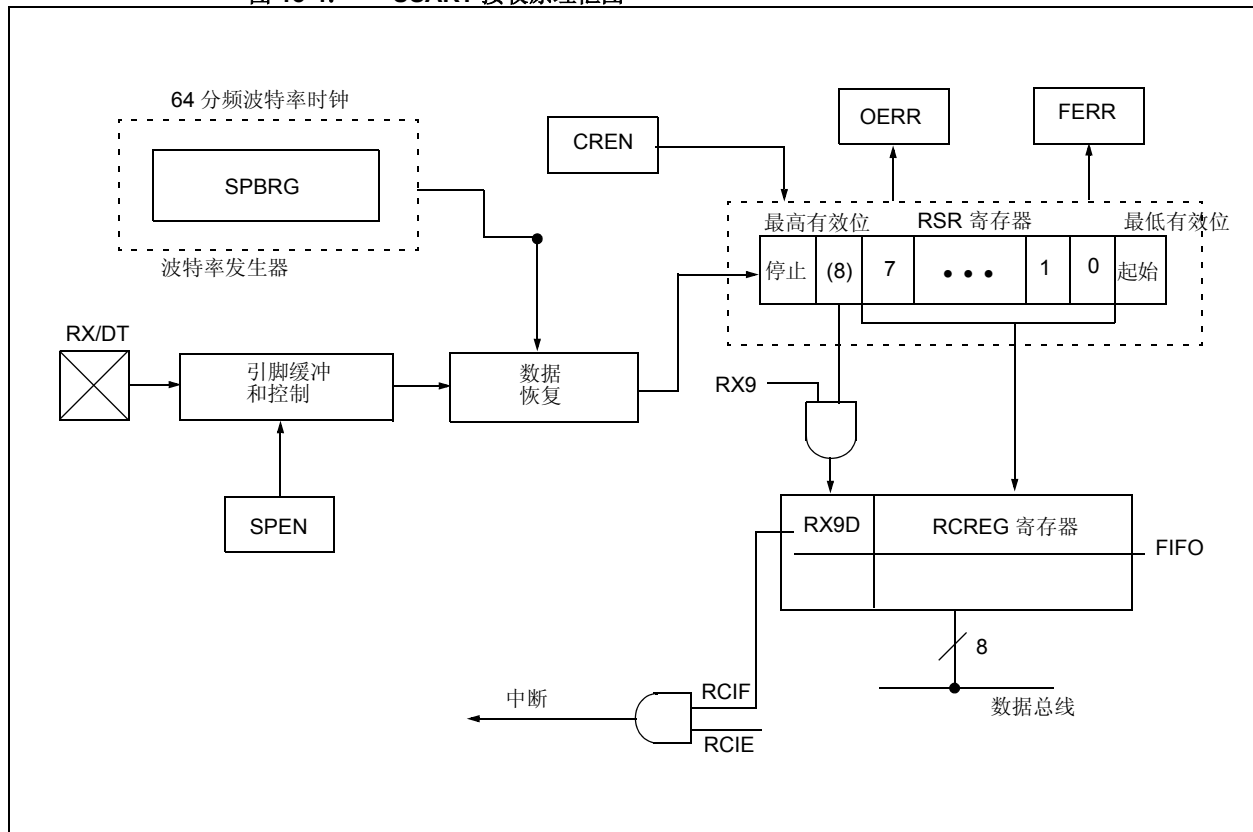 64 分频波特率时钟
SPBRG
波特率发生器
CREN
OERR
FERR
最高有效位
RSR 寄存器
最低有效位
停止
(8)
7
• • •
1
0
起始
RX/DT
引脚缓冲
和控制
数据
恢复
SPEN
RX9
RX9D
RCREG 寄存器
FIFO
8
数据总线
中断
RCIF
RCIE